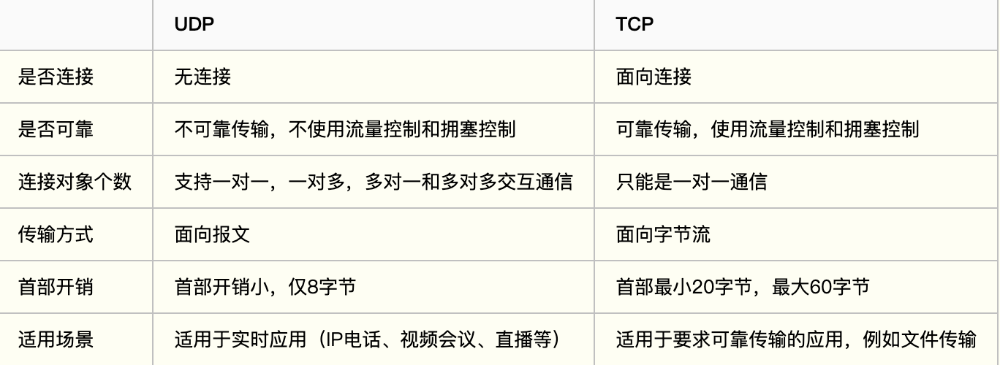 UDP TCP
是否连接 无连接 面向连接
是否可靠 不可靠传输，不使用流量控制和拥塞控制 可靠传输，使用流量控制和拥塞控制
连接对象个数 支持一对一，一对多，多对一和多对多交互通信 只能是一对一通信
传输方式 面向报文 面向字节流
首部开销 首部开销小，仅8字节 首部最小20字节，最大60字节
适用场景 适用于实时应用（IP电话、视频会议、直播等） 适用于要求可靠传输的应用，例如文件传输